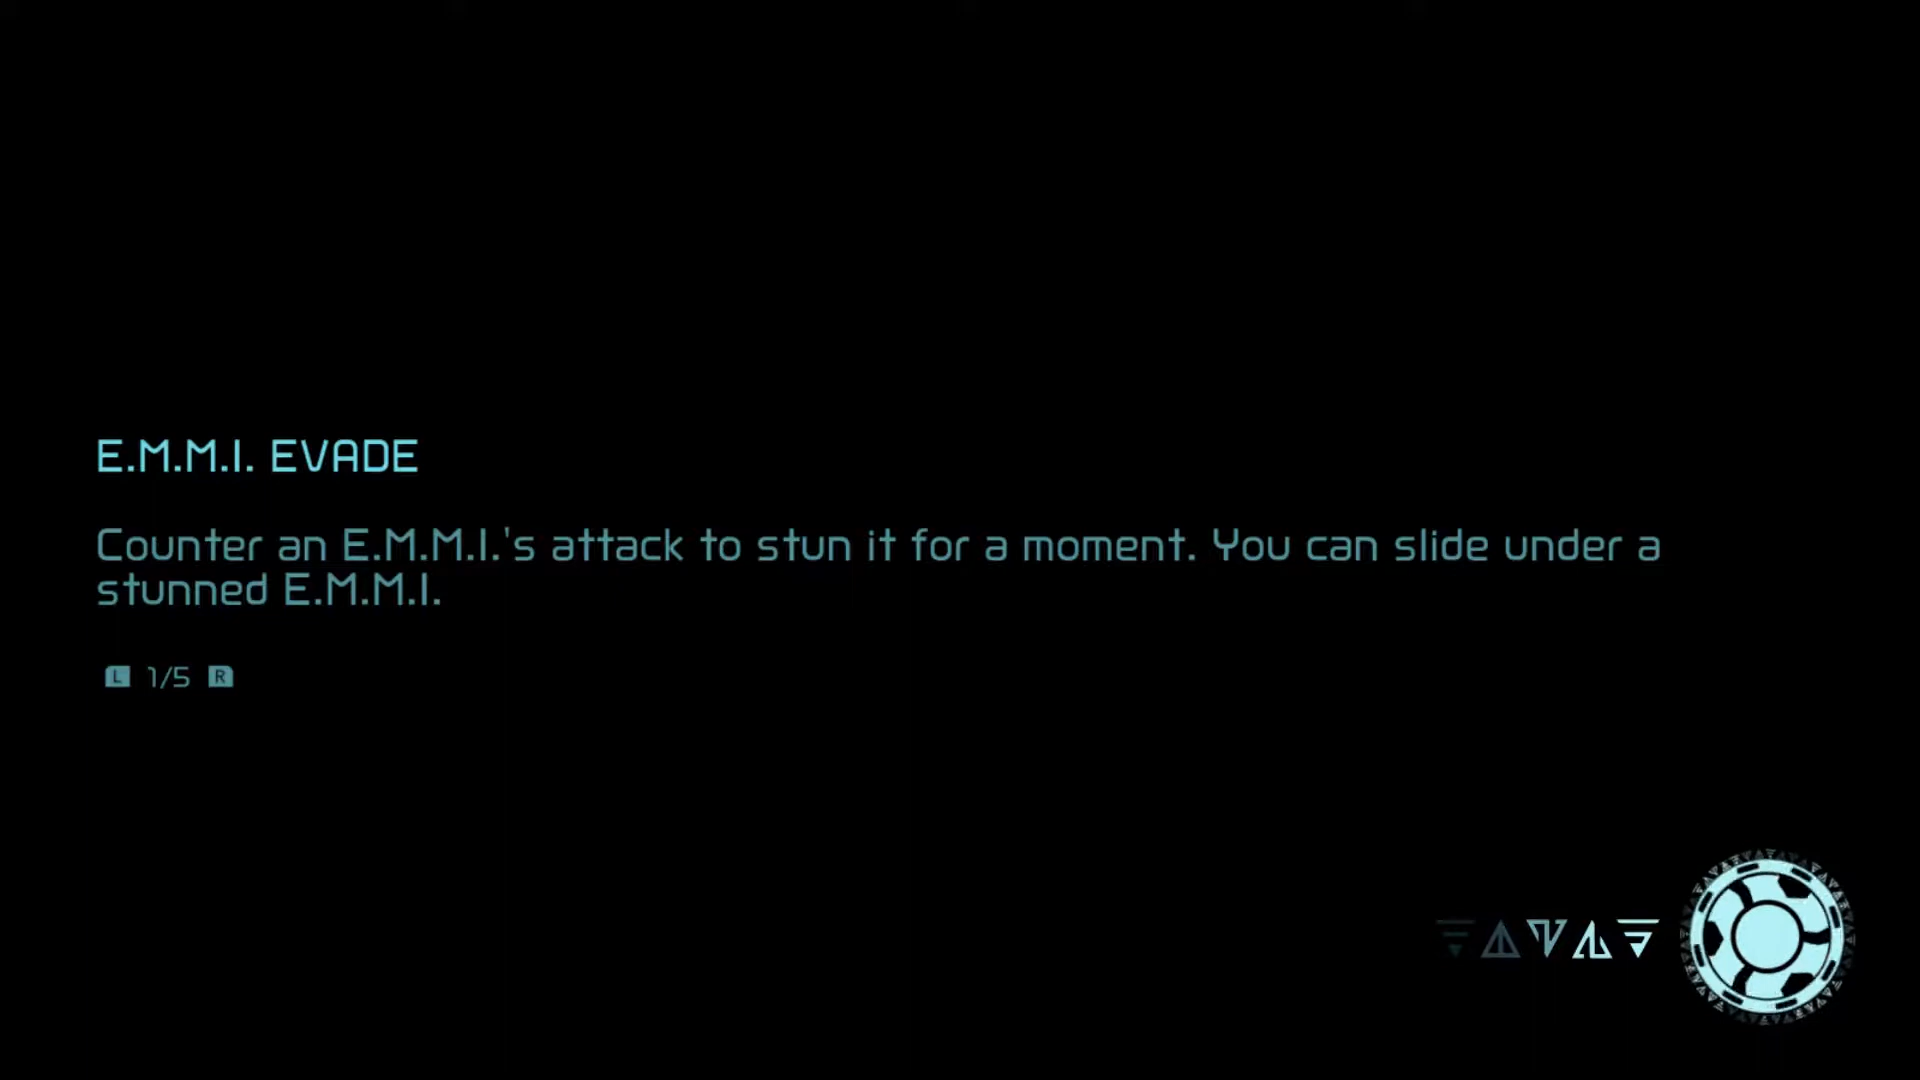 E.M.M.I. EVADE
Counter an E.M.M.I.'s attack to stun it for a moment. You can slide under a
stunned E.M.M.I.
L 1/5 R